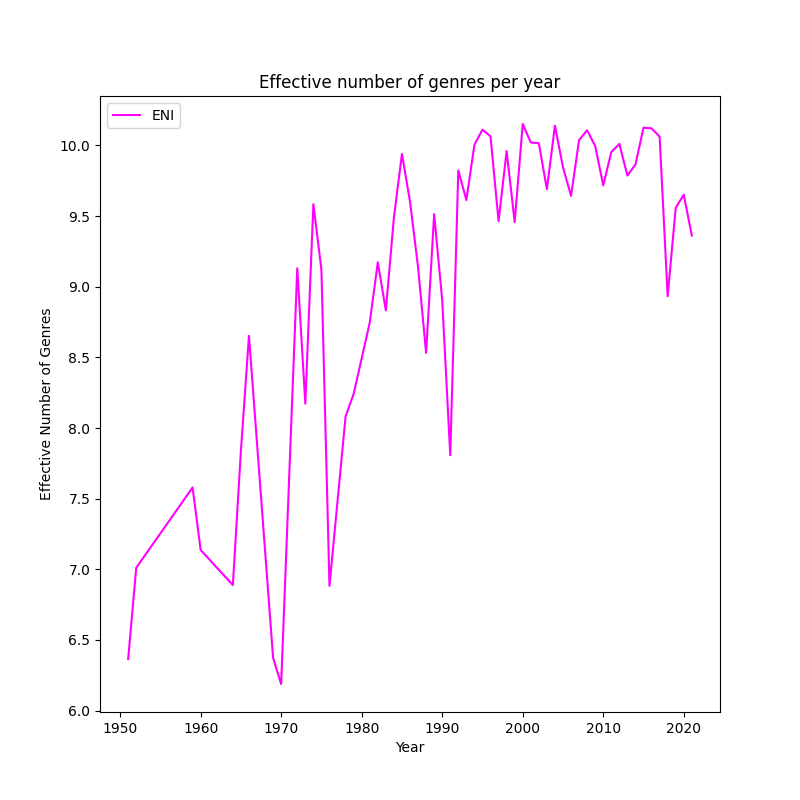 Effective number of genres per year
ENI
Effective Number of Genres
10.0
9.5
9.0
8.5
8.0
7.5
7.0
6.5
6.0
1950 1960 1970 1980 1990 2000 2010 2020
Year